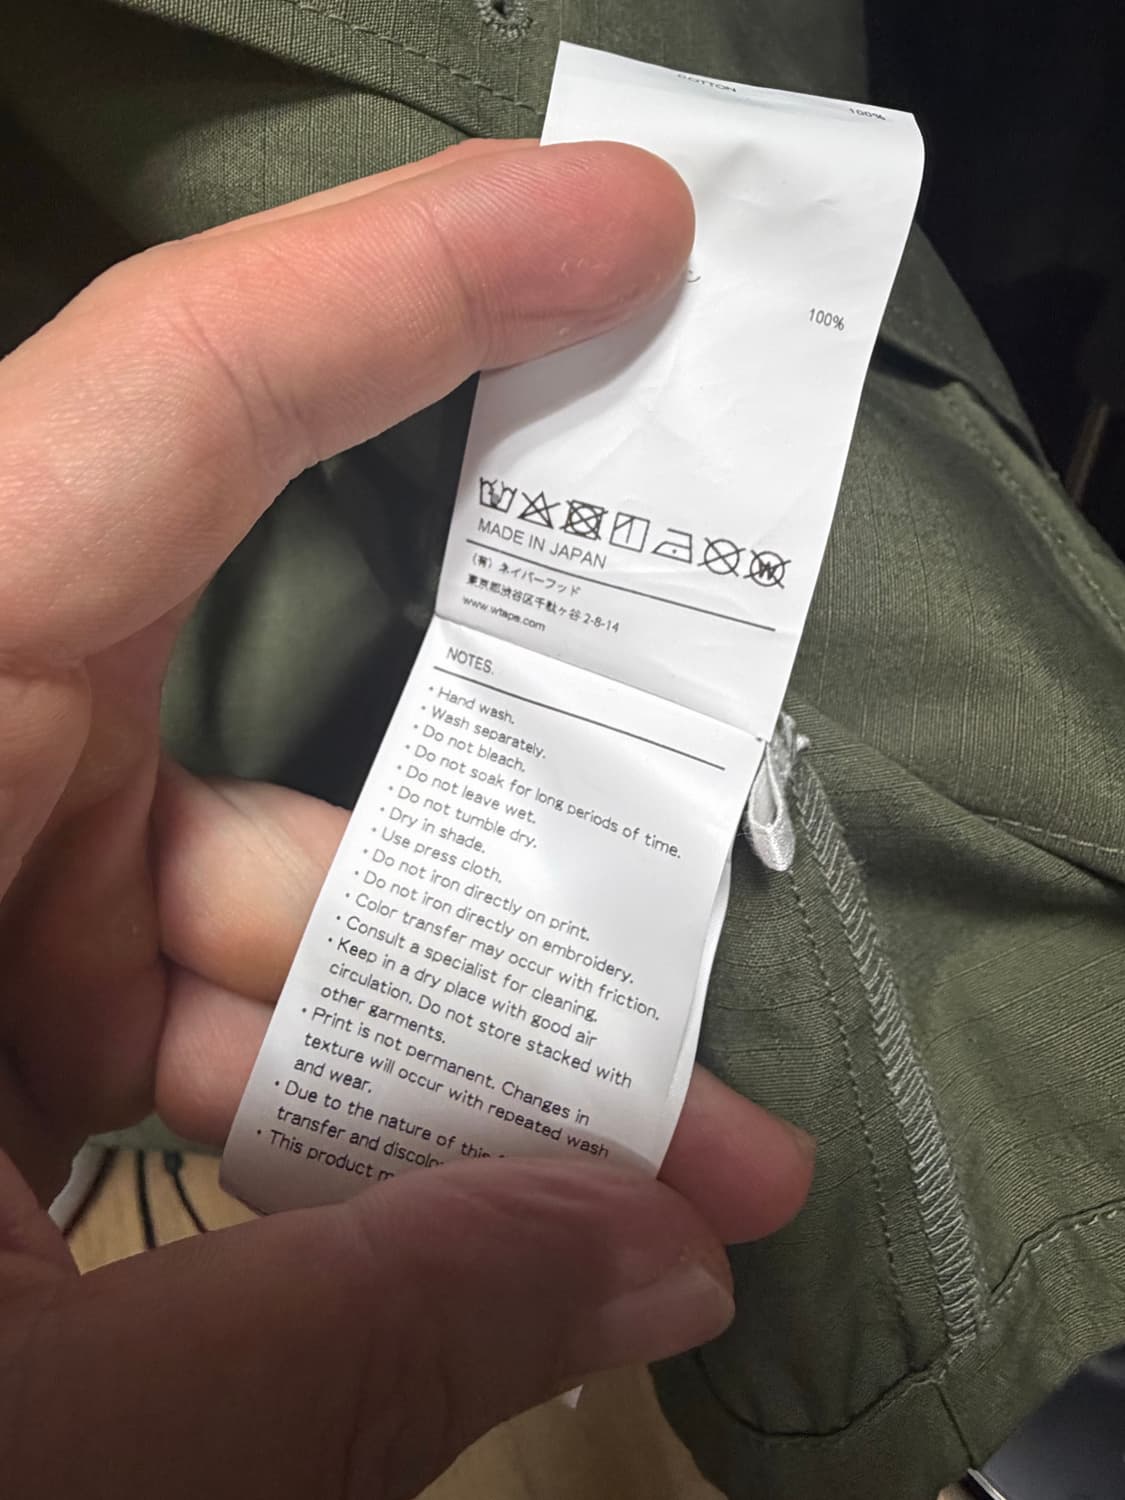 COTTON 100%
ン 100%
MADE IN JAPAN
(有) ネイバーフッド
東京都渋谷区千駄ヶ谷 2-8-14
www.wtaps.com
NOTES.
・Hand wash.
・Wash separately.
・Do not bleach.
・Do not soak for long periods of time.
・Do not leave wet.
・Do not tumble dry.
・Dry in shade.
・Use press cloth.
・Do not iron directly on print.
・Do not iron directly on embroidery.
・Color transfer may occur with friction.
・Consult a specialist for cleaning.
・Keep in a dry place with good air
circulation. Do not store stacked with
other garments.
・Print is not permanent. Changes in
texture will occur with repeated wash
and wear.
・Due to the nature of this
transfer and
・This product